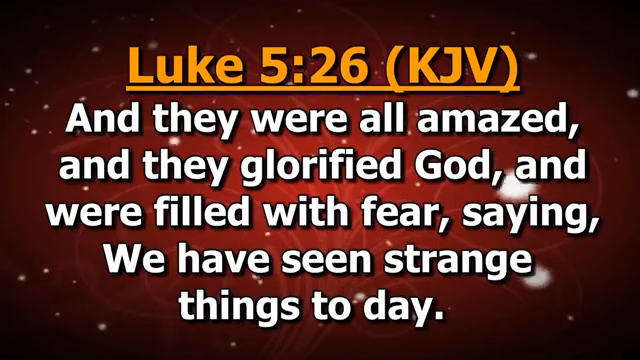 Luke 5:26 (KJV)
And they were all amazed,
and they glorified God, and
were filled with fear, saying,
We have seen strange
things to day.